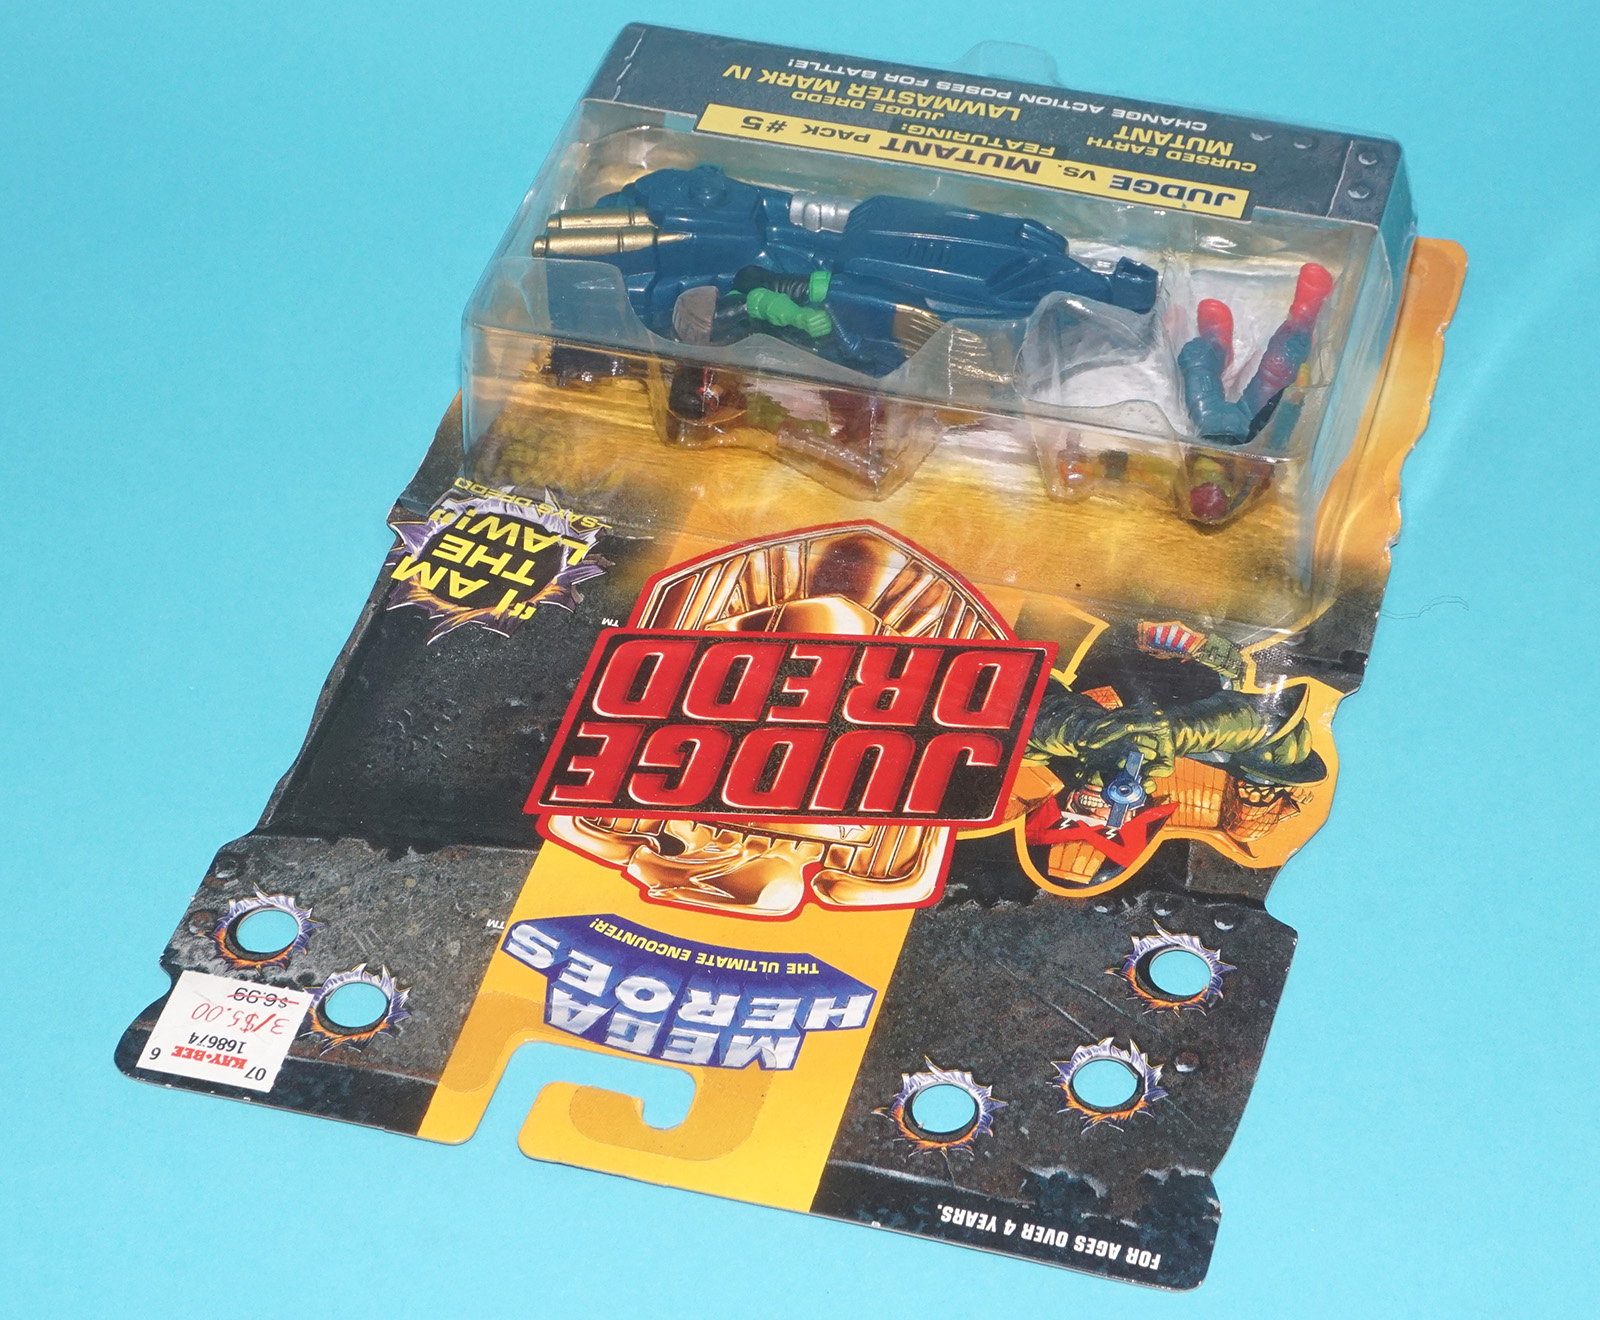 FOR AGES OVER 4 YEARS.
07 6
KAY·BEE
168674
3/$5.00
$6.99
MEGA
HEROES
THE ULTIMATE ENCOUNTER!
TM
JUDGE
DREDD
TM
"I AM
THE
LAW!"
-SAYS DREDD
JUDGE VS. MUTANT PACK #5
FEATURING:
CURSED EARTH
MUTANT
JUDGE DREDD
LAWMASTER MARK IV
CHANGE ACTION POSES FOR BATTLE!